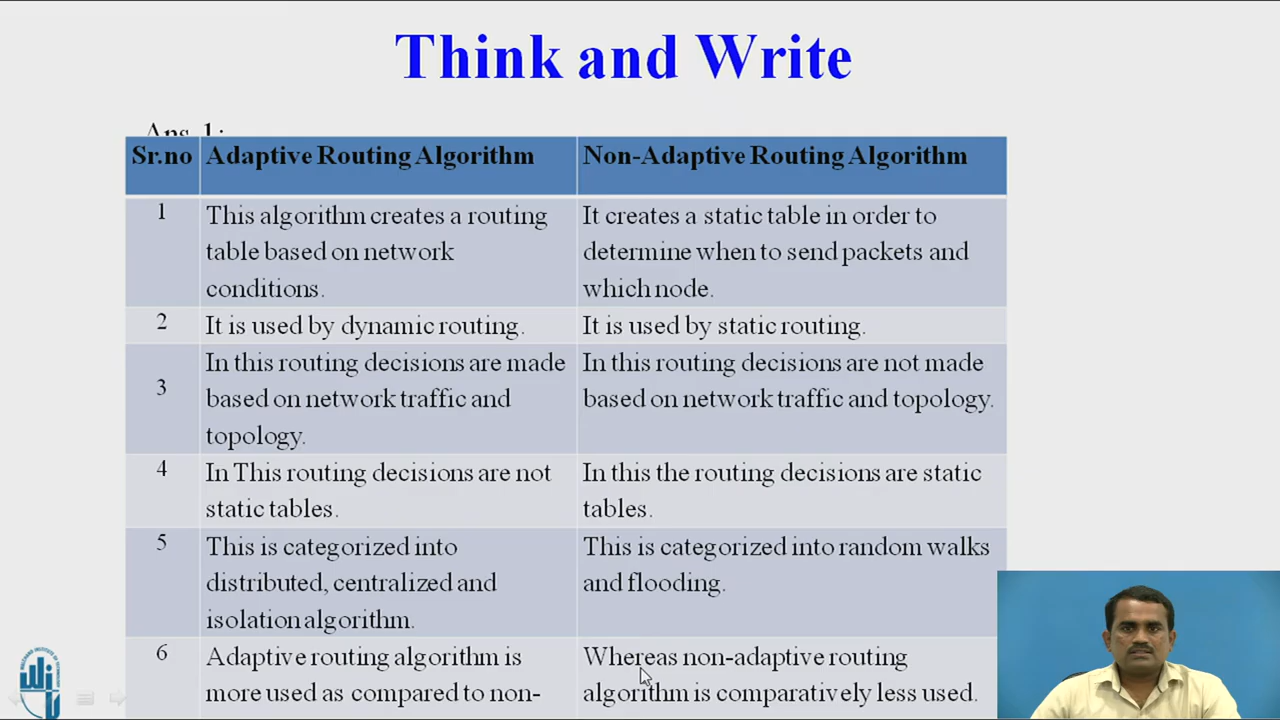 Think and Write
Ans 1:
Sr.no Adaptive Routing Algorithm Non-Adaptive Routing Algorithm
1
This algorithm creates a routing
table based on network
conditions.
It creates a static table in order to
determine when to send packets and
which node.
2
It is used by dynamic routing.
It is used by static routing.
3
In this routing decisions are made
based on network traffic and
topology.
In this routing decisions are not made
based on network traffic and topology.
4
In This routing decisions are not
static tables.
In this the routing decisions are static
tables.
5
This is categorized into
distributed, centralized and
isolation algorithm.
This is categorized into random walks
and flooding.
6
Adaptive routing algorithm is
more used as compared to non-
Whereas non-adaptive routing
algorithm is comparatively less used.